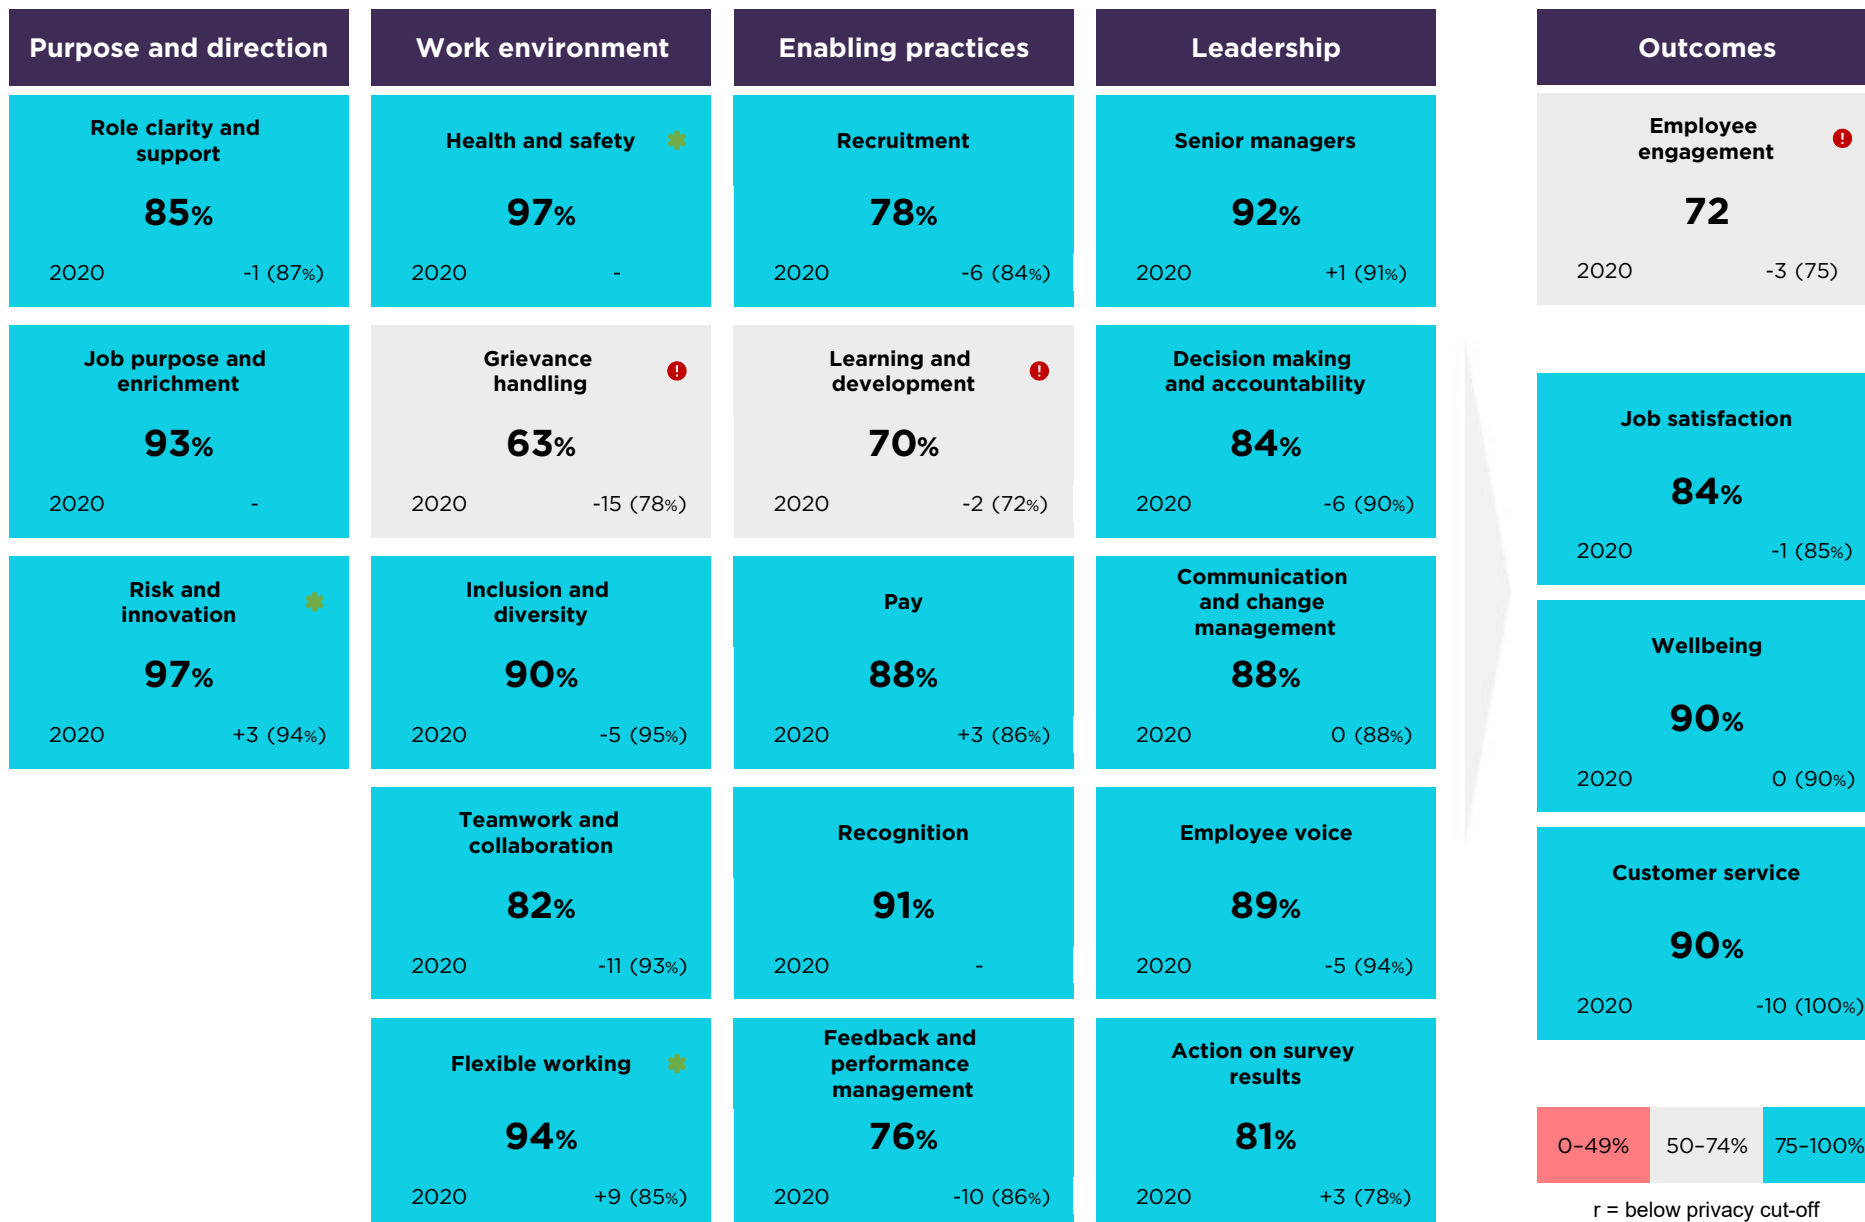 Purpose and direction
Role clarity and
support
85%
2020 -1 (87%)
Job purpose and
enrichment
93%
2020 -
Risk and
innovation
97%
2020 +3 (94%)
Work environment
Health and safety
97%
2020 -
Grievance
handling
63%
2020 -15 (78%)
Inclusion and
diversity
90%
2020 -5 (95%)
Teamwork and
collaboration
82%
2020 -11 (93%)
Flexible working
94%
2020 +9 (85%)
Enabling practices
Recruitment
78%
2020 -6 (84%)
Learning and
development
70%
2020 -2 (72%)
Pay
88%
2020 +3 (86%)
Recognition
91%
2020 -
Feedback and
performance
management
76%
2020 -10 (86%)
Leadership
Senior managers
92%
2020 +1 (91%)
Decision making
and accountability
84%
2020 -6 (90%)
Communication
and change
management
88%
2020 0 (88%)
Employee voice
89%
2020 -5 (94%)
Action on survey
results
81%
2020 +3 (78%)
Outcomes
Employee
engagement
72
2020 -3 (75)
Job satisfaction
84%
2020 -1 (85%)
Wellbeing
90%
2020 0 (90%)
Customer service
90%
2020 -10 (100%)
0–49% 50–74% 75–100%
r = below privacy cut-off